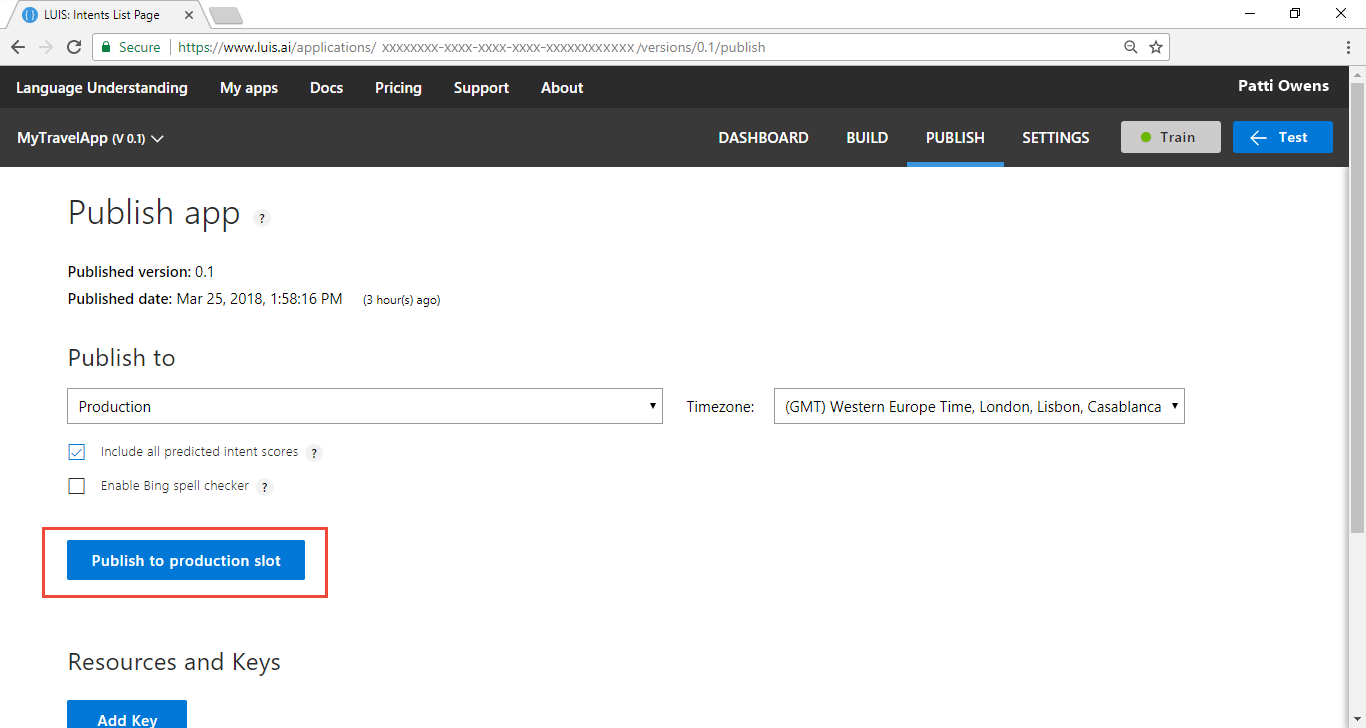 LUIS: Intents List Page
Secure https://www.luis.ai/applications/ xxxxxxxx-xxxx-xxxx-xxxx-xxxxxxxxxxxx /versions/0.1/publish
Language Understanding My apps Docs Pricing Support About Patti Owens
MyTravelApp (V 0.1) DASHBOARD BUILD PUBLISH SETTINGS Train Test
Publish app ?
Published version: 0.1
Published date: Mar 25, 2018, 1:58:16 PM (3 hour(s) ago)
Publish to
Production Timezone: (GMT) Western Europe Time, London, Lisbon, Casablanca
Include all predicted intent scores ?
Enable Bing spell checker ?
Publish to production slot
Resources and Keys
Add Key